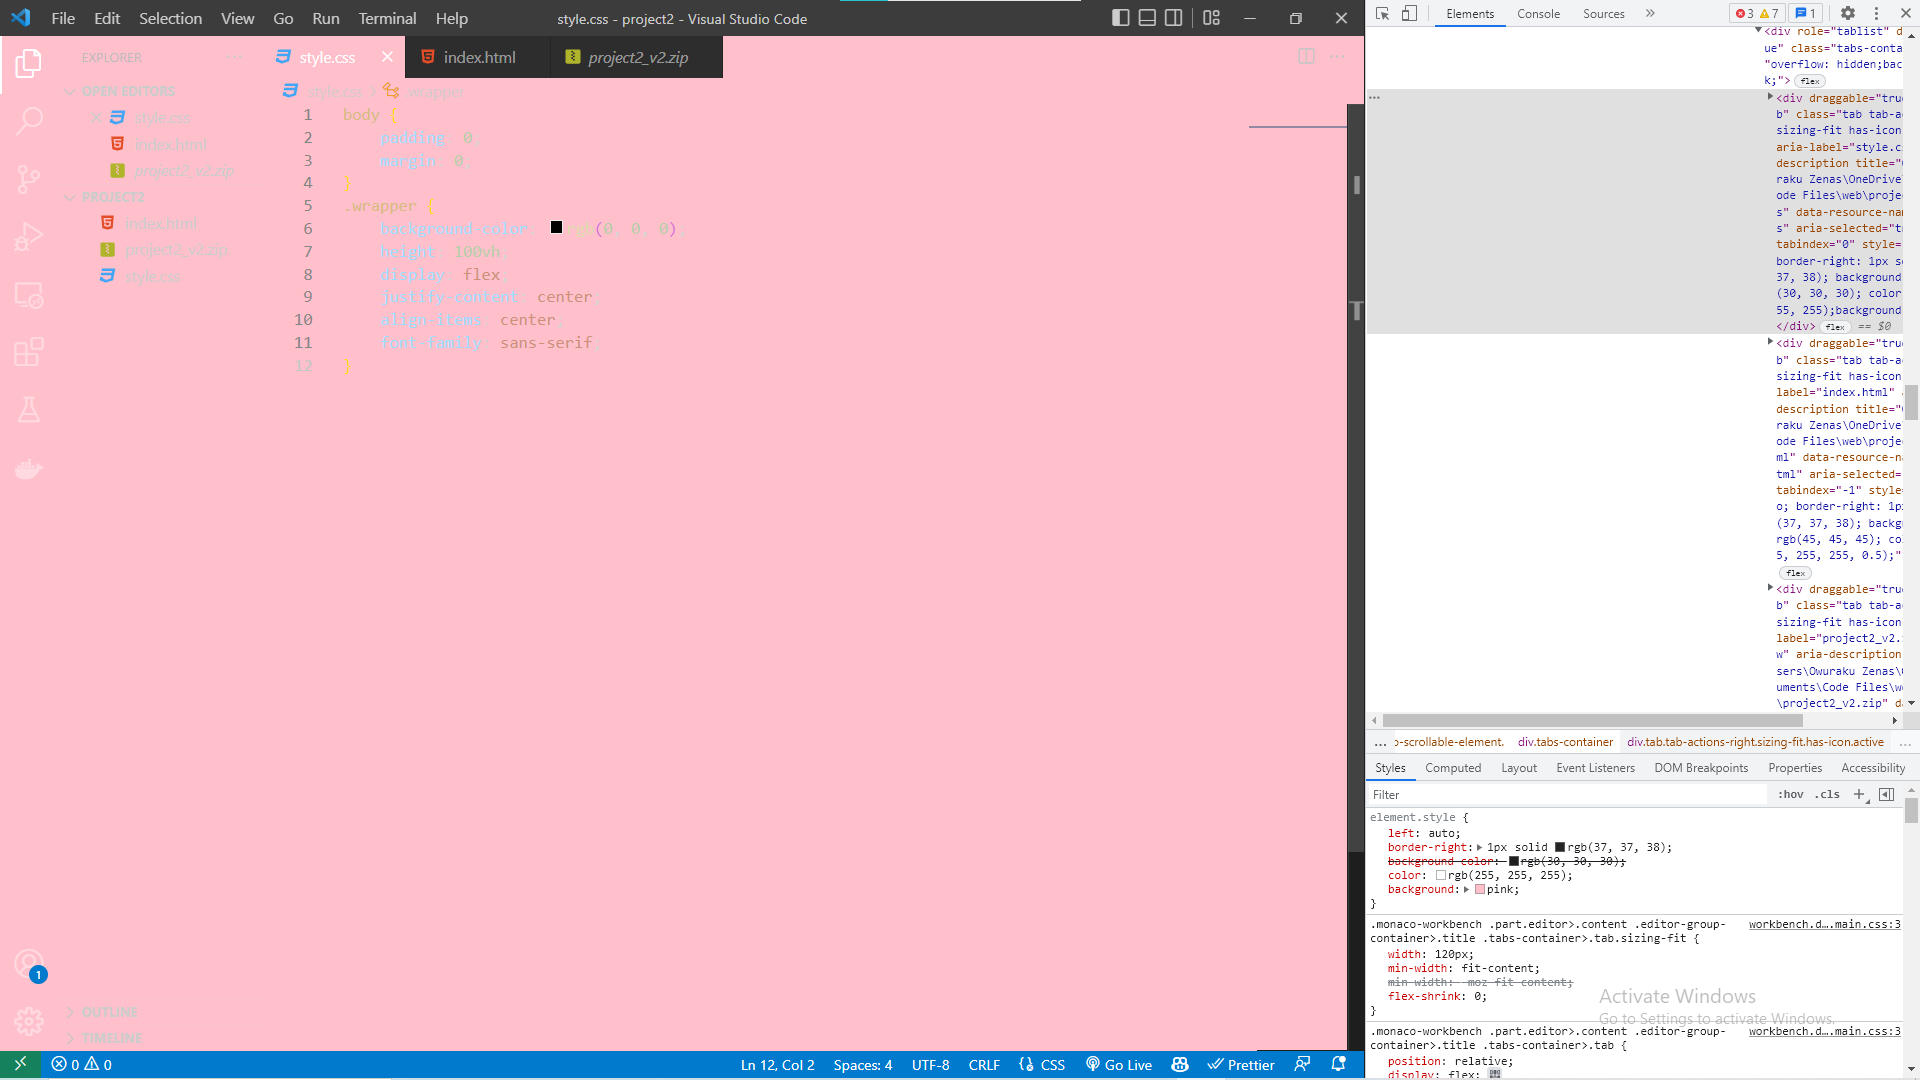 File Edit Selection View Go Run Terminal Help
style.css - project2 - Visual Studio Code
EXPLORER
OPEN EDITORS
style.css
index.html
project2_v2.zip
PROJECT2
index.html
project2_v2.zip
style.css
OUTLINE
TIMELINE
1
style.css
index.html
project2_v2.zip
style.css > .wrapper
1 body {
2 padding 0
3 margin 0
4 }
5 .wrapper {
6 background-color rgb(0 0 0)
7 height 100vh
8 display flex
9 justify-content center
10 align-items center
11 font-family sans-serif
12 }
0 0
Ln 12, Col 2 Spaces: 4 UTF-8 CRLF CSS Go Live Prettier
Elements Console Sources » 3 7 1
<div role="tablist" d
ue" class="tabs-conta
"overflow: hidden;bac
k;"> flex
<div draggable="true
b" class="tab tab-a
sizing-fit has-icon
aria-label="style.c
description title="
raku Zenas\OneDrive
ode Files\web\proje
s" data-resource-na
s" aria-selected="t
tabindex="0" style=
border-right: 1px s
37, 38); background
(30, 30, 30); color
55, 255);background
</div> flex == $0
<div draggable="true
b" class="tab tab-a
sizing-fit has-icon
label="index.html"
description title="
raku Zenas\OneDrive
ode Files\web\proje
ml" data-resource-n
tml" aria-selected=
tabindex="-1" style
o; border-right: 1p
(37, 37, 38); backg
rgb(45, 45, 45); co
5, 255, 255, 0.5);"
flex
<div draggable="true
b" class="tab tab-a
sizing-fit has-icon
label="project2_v2.
w" aria-description
sers\Owuraku Zenas\
uments\Code Files\w
\project2_v2.zip" d
... o-scrollable-element. div.tabs-container div.tab.tab-actions-right.sizing-fit.has-icon.active ...
Styles Computed Layout Event Listeners DOM Breakpoints Properties Accessibility
Filter :hov .cls +
element.style {
left: auto;
border-right: 1px solid rgb(37, 37, 38);
background-color: rgb(30, 30, 30);
color: rgb(255, 255, 255);
background: pink;
}
.monaco-workbench .part.editor>.content .editor-group- workbench.d….main.css:3
container>.title .tabs-container>.tab.sizing-fit {
width: 120px;
min-width: fit-content;
min-width: -moz-fit-content;
flex-shrink: 0;
}
.monaco-workbench .part.editor>.content .editor-group- workbench.d….main.css:3
container>.title .tabs-container>.tab {
position: relative;
display: flex;
Activate Windows
Go to Settings to activate Windows.